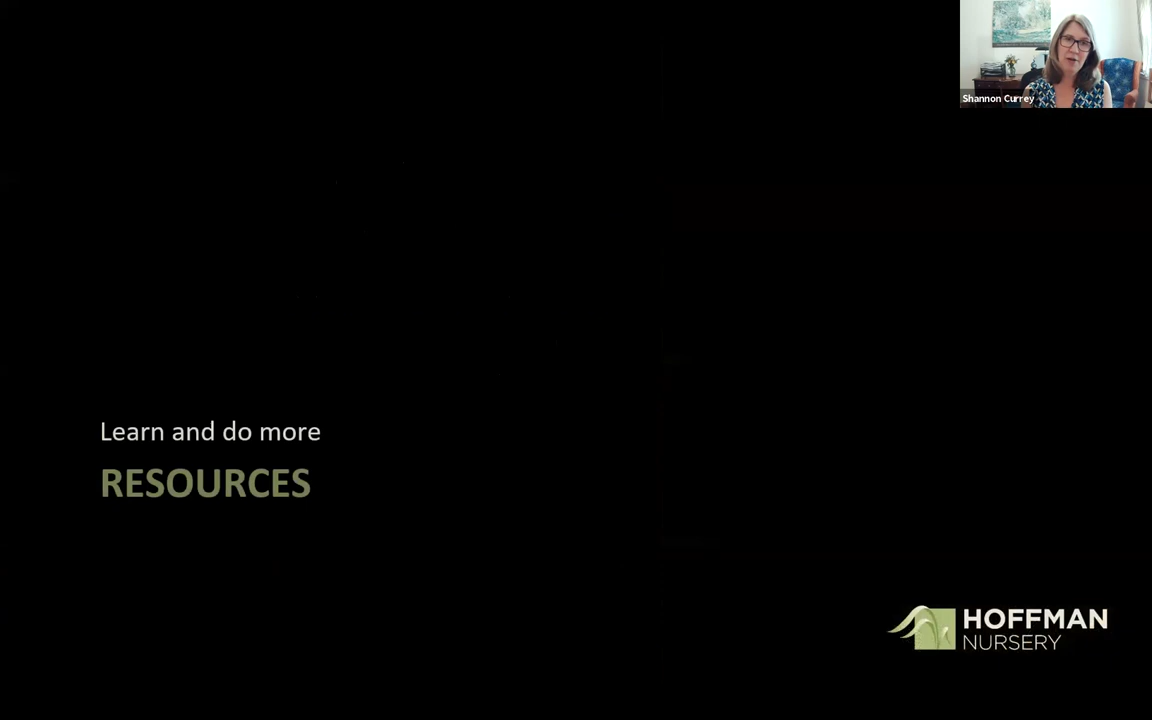 Shannon Currey
Learn and do more
RESOURCES
HOFFMAN
NURSERY